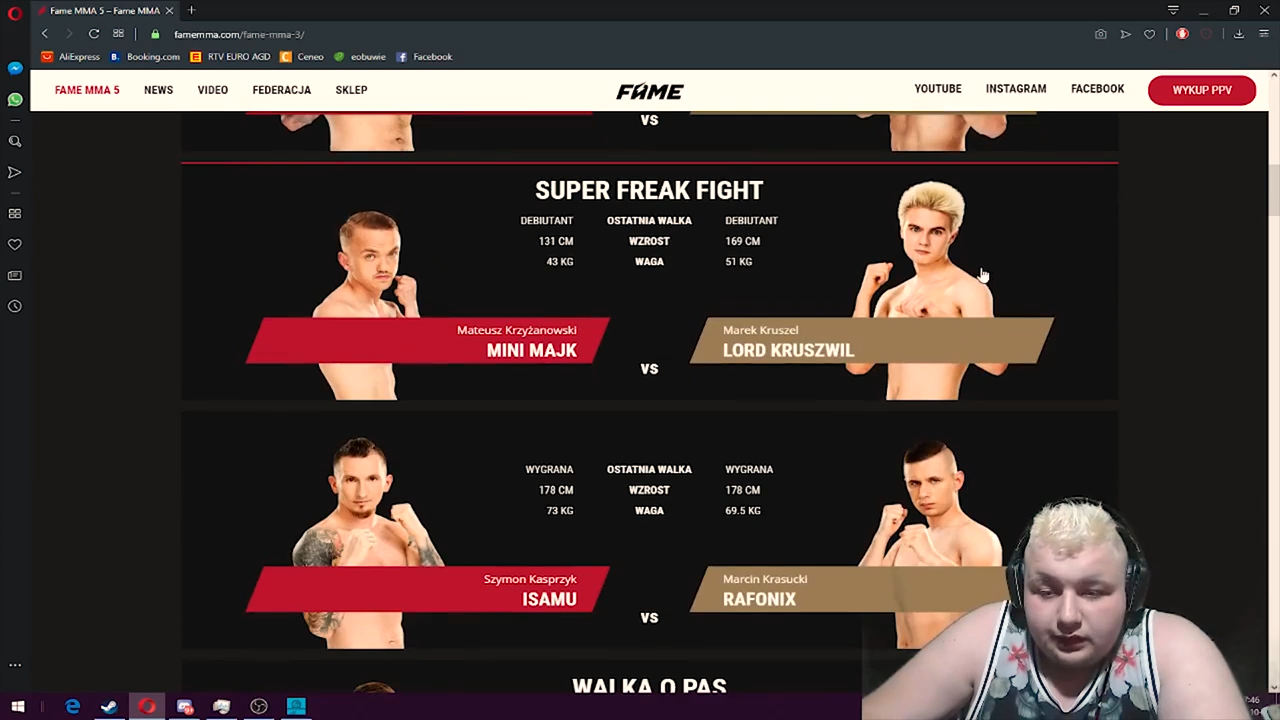 Fame MMA 5 – Fame MMA
famemma.com/fame-mma-3/
AliExpress
Booking.com
RTV EURO AGD
Ceneo
eobuwie
Facebook
FAME MMA 5
NEWS
VIDEO
FEDERACJA
SKLEP
FAME
YOUTUBE
INSTAGRAM
FACEBOOK
WYKUP PPV
VS
SUPER FREAK FIGHT
DEBIUTANT OSTATNIA WALKA DEBIUTANT
131 CM WZROST 169 CM
43 KG WAGA 51 KG
Mateusz Krzyżanowski
MINI MAJK
VS
Marek Kruszel
LORD KRUSZWIL
WYGRANA OSTATNIA WALKA WYGRANA
178 CM WZROST 178 CM
73 KG WAGA 69.5 KG
Szymon Kasprzyk
ISAMU
VS
Marcin Krasucki
RAFONIX
WALKA O PAS